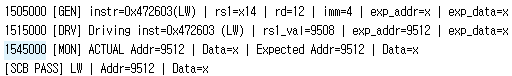 1505000 [GEN] instr=0x472603(LW) | rs1=x14 | rd=12 | imm=4 | exp_addr=x | exp_data=x
1515000 [DRV] Driving instr=0x472603 (LW) | rs1_val=9508 | exp_addr=9512 | exp_data=x
1545000 [MON] ACTUAL Addr=9512 | Data=x | Expected Addr=9512 | Data=x
[SCB PASS] LW | Addr=9512 | Data=x